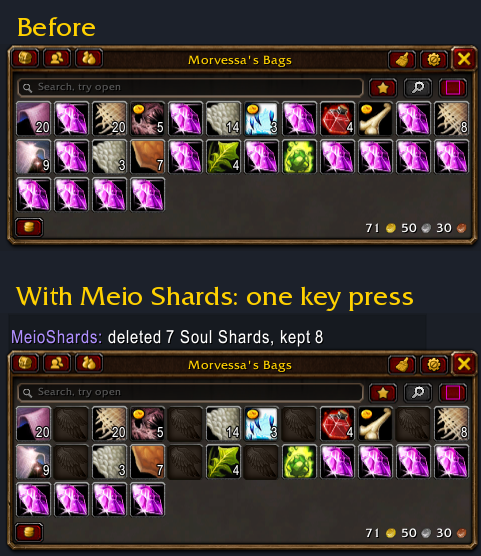 Before
Morvessa's Bags
Search, try open
20 20 5 14 3 4 8
9 3 7 4
71 50 30
With Meio Shards: one key press
MeioShards: deleted 7 Soul Shards, kept 8
Morvessa's Bags
Search, try open
20 20 5 14 3 4 8
9 3 7 4
71 50 30